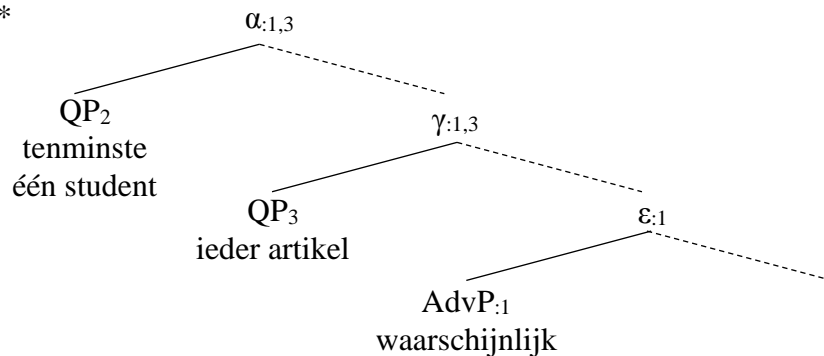 *
α:1,3
QP2
tenminste
één student
γ:1,3
QP3
ieder artikel
ε:1
AdvP:1
waarschijnlijk